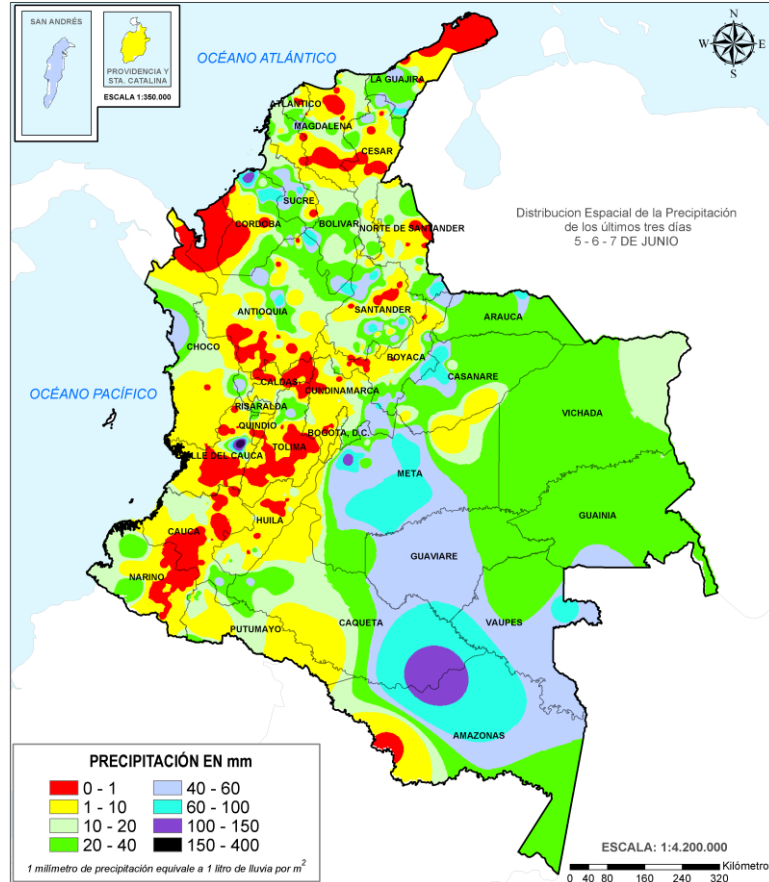 SAN ANDRÉS
PROVIDENCIA Y
STA. CATALINA
ESCALA 1:350.000
OCÉANO ATLÁNTICO
N
W E
S
LA GUAJIRA
ATLANTICO
MAGDALENA
CESAR
SUCRE
CORDOBA
BOLIVAR
NORTE DE SANTANDER
Distribucion Espacial de la Precipitación
de los últimos tres días
5 - 6 - 7 DE JUNIO
ANTIOQUIA
SANTANDER
ARAUCA
CHOCO
BOYACA
CASANARE
OCÉANO PACÍFICO
CALDAS
CUNDINAMARCA
RISARALDA
VICHADA
QUINDIO
BOGOTA, D.C.
TOLIMA
VALLE DEL CAUCA
META
GUAINIA
CAUCA
HUILA
GUAVIARE
NARINO
PUTUMAYO
CAQUETA
VAUPES
AMAZONAS
PRECIPITACIÓN EN mm
0 - 1
40 - 60
1 - 10
60 - 100
10 - 20
100 - 150
20 - 40
150 - 400
1 milímetro de precipitación equivale a 1 litro de lluvia por m2
ESCALA: 1:4.200.000
Kilómetro
0 40 80 160 240 320